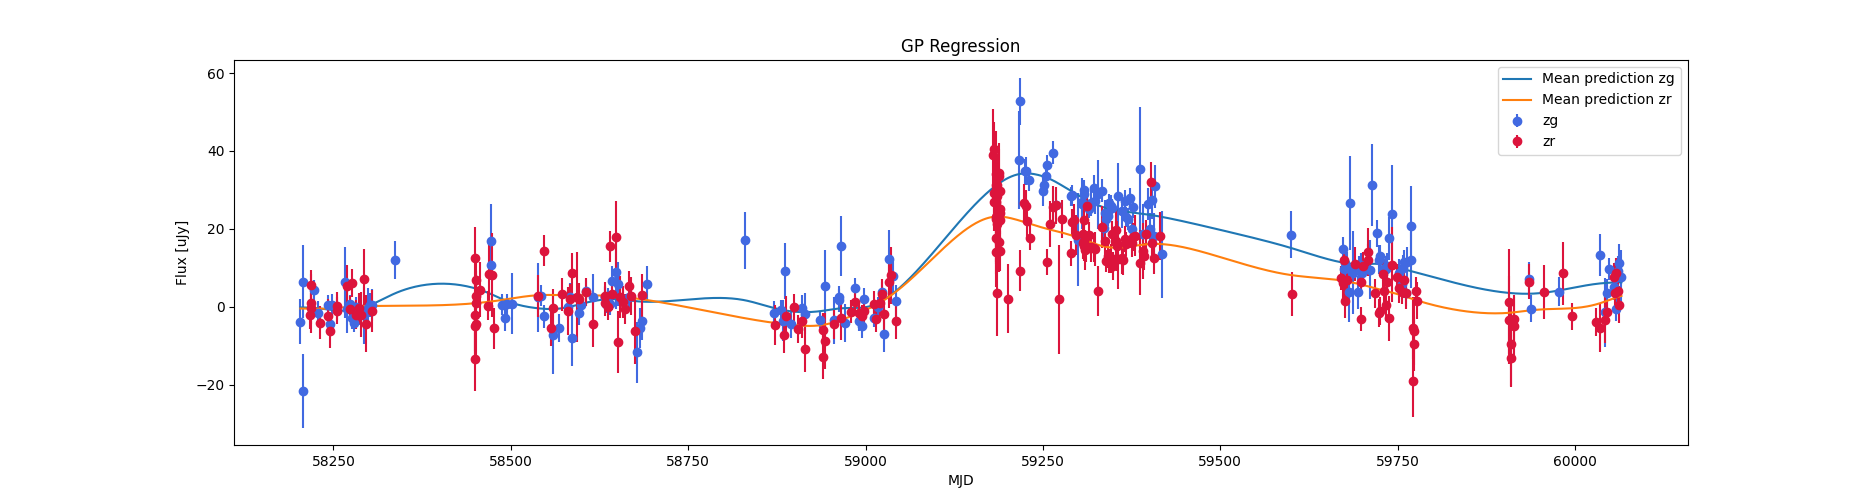 GP Regression
Flux [uJy]
60
40
20
0
−20
58250 58500 58750 59000 59250 59500 59750 60000
MJD
Mean prediction zg
Mean prediction zr
zg
zr